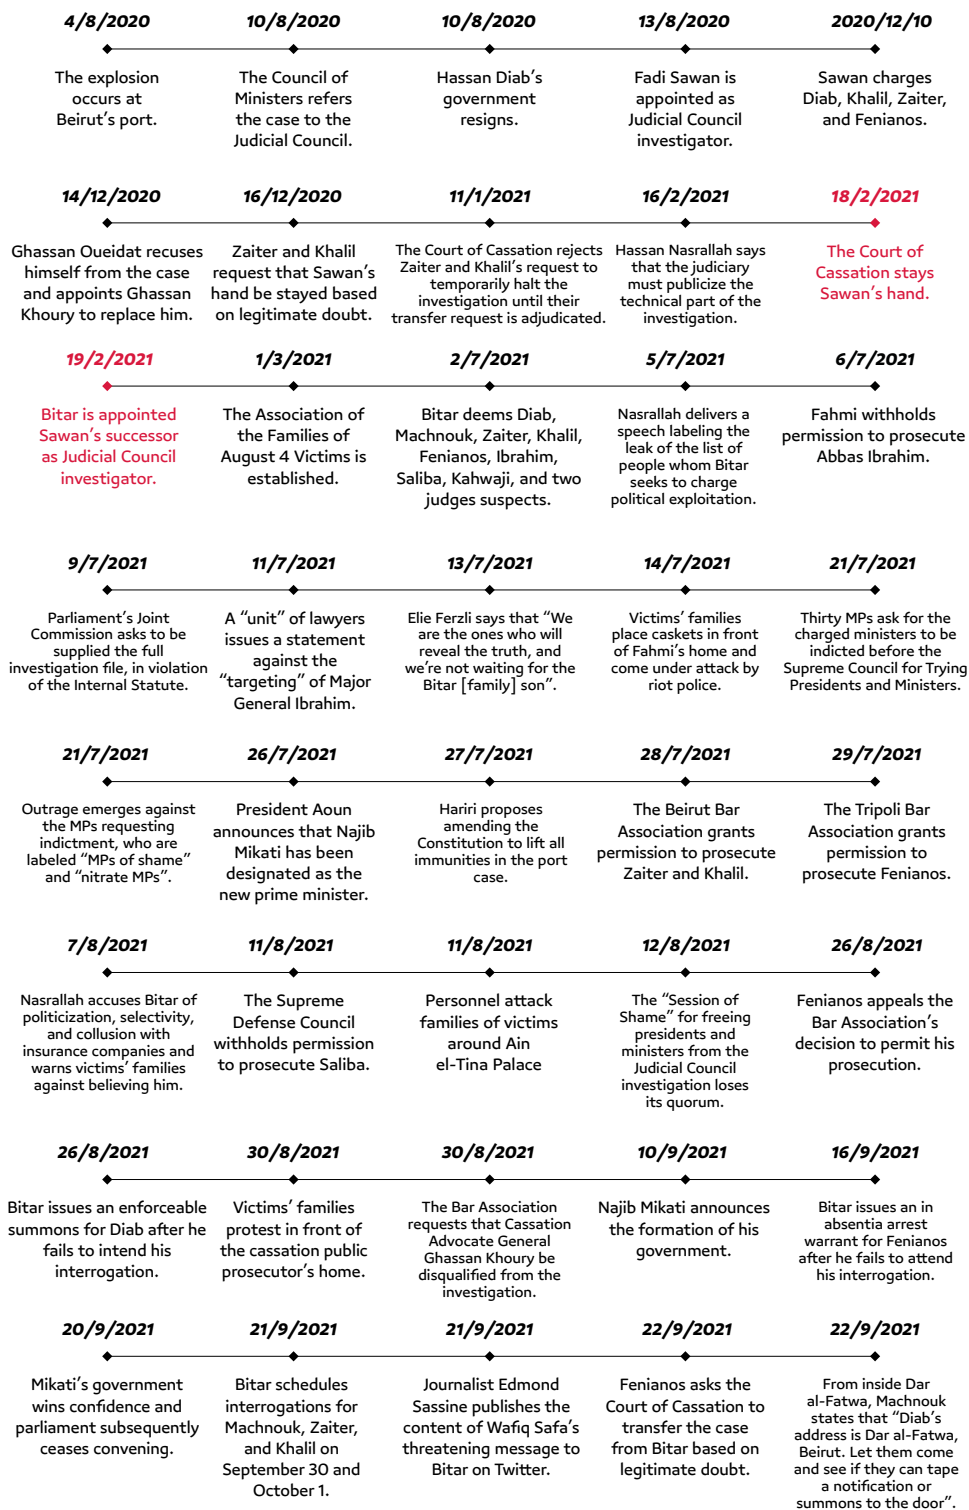 4/8/2020
The explosion
occurs at
Beirut's port.
10/8/2020
The Council of
Ministers refers
the case to the
Judicial Council.
10/8/2020
Hassan Diab's
government
resigns.
13/8/2020
Fadi Sawan is
appointed as
Judicial Council
investigator.
2020/12/10
Sawan charges
Diab, Khalil, Zaiter,
and Fenianos.
14/12/2020
Ghassan Oueidat recuses
himself from the case
and appoints Ghassan
Khoury to replace him.
16/12/2020
Zaiter and Khalil
request that Sawan's
hand be stayed based
on legitimate doubt.
11/1/2021
The Court of Cassation rejects
Zaiter and Khalil's request to
temporarily halt the
investigation until their
transfer request is adjudicated.
16/2/2021
Hassan Nasrallah says
that the judiciary
must publicize the
technical part of the
investigation.
18/2/2021
The Court of
Cassation stays
Sawan's hand.
19/2/2021
Bitar is appointed
Sawan's successor
as Judicial Council
investigator.
1/3/2021
The Association of
the Families of
August 4 Victims is
established.
2/7/2021
Bitar deems Diab,
Machnouk, Zaiter, Khalil,
Fenianos, Ibrahim,
Saliba, Kahwaji, and two
judges suspects.
5/7/2021
Nasrallah delivers a
speech labeling the
leak of the list of
people whom Bitar
seeks to charge
political exploitation.
6/7/2021
Fahmi withholds
permission to prosecute
Abbas Ibrahim.
9/7/2021
Parliament's Joint
Commission asks to be
supplied the full
investigation file, in violation
of the Internal Statute.
11/7/2021
A "unit" of lawyers
issues a statement
against the
"targeting" of Major
General Ibrahim.
13/7/2021
Elie Ferzli says that "We
are the ones who will
reveal the truth, and
we're not waiting for the
Bitar [family] son".
14/7/2021
Victims' families
place caskets in front
of Fahmi's home and
come under attack by
riot police.
21/7/2021
Thirty MPs ask for the
charged ministers to be
indicted before the
Supreme Council for Trying
Presidents and Ministers.
21/7/2021
Outrage emerges against
the MPs requesting
indictment, who are
labeled "MPs of shame"
and "nitrate MPs".
26/7/2021
President Aoun
announces that Najib
Mikati has been
designated as the
new prime minister.
27/7/2021
Hariri proposes
amending the
Constitution to lift all
immunities in the port
case.
28/7/2021
The Beirut Bar
Association grants
permission to prosecute
Zaiter and Khalil.
29/7/2021
The Tripoli Bar
Association grants
permission to
prosecute Fenianos.
7/8/2021
Nasrallah accuses Bitar of
politicization, selectivity,
and collusion with
insurance companies and
warns victims' families
against believing him.
11/8/2021
The Supreme
Defense Council
withholds permission
to prosecute Saliba.
11/8/2021
Personnel attack
families of victims
around Ain
el-Tina Palace
12/8/2021
The "Session of
Shame" for freeing
presidents and
ministers from the
Judicial Council
investigation loses
its quorum.
26/8/2021
Fenianos appeals the
Bar Association's
decision to permit his
prosecution.
26/8/2021
Bitar issues an enforceable
summons for Diab after he
fails to intend his
interrogation.
30/8/2021
Victims' families
protest in front of
the cassation public
prosecutor's home.
30/8/2021
The Bar Association
requests that Cassation
Advocate General
Ghassan Khoury be
disqualified from the
investigation.
10/9/2021
Najib Mikati announces
the formation of his
government.
16/9/2021
Bitar issues an in
absentia arrest
warrant for Fenianos
after he fails to attend
his interrogation.
20/9/2021
Mikati's government
wins confidence and
parliament subsequently
ceases convening.
21/9/2021
Bitar schedules
interrogations for
Machnouk, Zaiter,
and Khalil on
September 30 and
October 1.
21/9/2021
Journalist Edmond
Sassine publishes the
content of Wafiq Safa's
threatening message to
Bitar on Twitter.
22/9/2021
Fenianos asks the
Court of Cassation to
transfer the case
from Bitar based on
legitimate doubt.
22/9/2021
From inside Dar
al-Fatwa, Machnouk
states that "Diab's
address is Dar al-Fatwa,
Beirut. Let them come
and see if they can tape
a notification or
summons to the door".